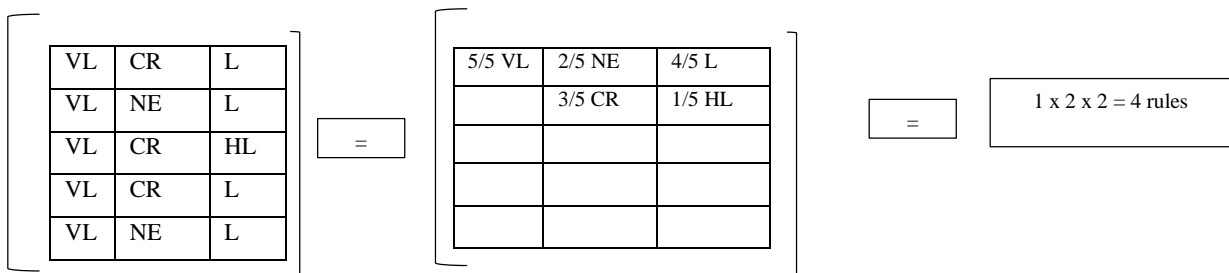 VL CR L
VL NE L
VL CR HL
VL CR L
VL NE L
=
5/5 VL 2/5 NE 4/5 L
3/5 CR 1/5 HL
=
1 x 2 x 2 = 4 rules